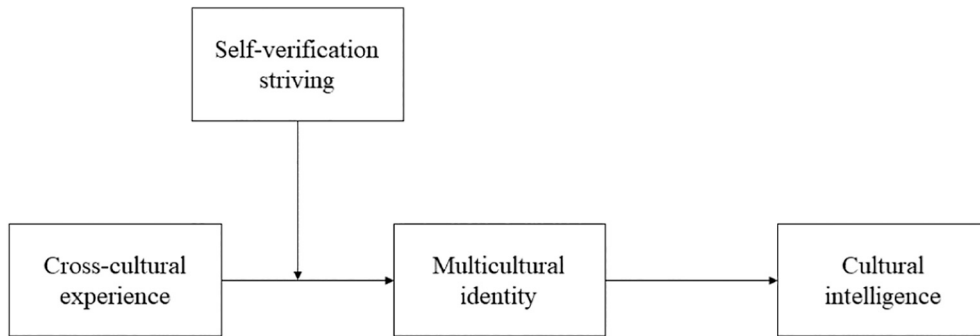 Self-verification
striving
Cross-cultural
experience
Multicultural
identity
Cultural
intelligence